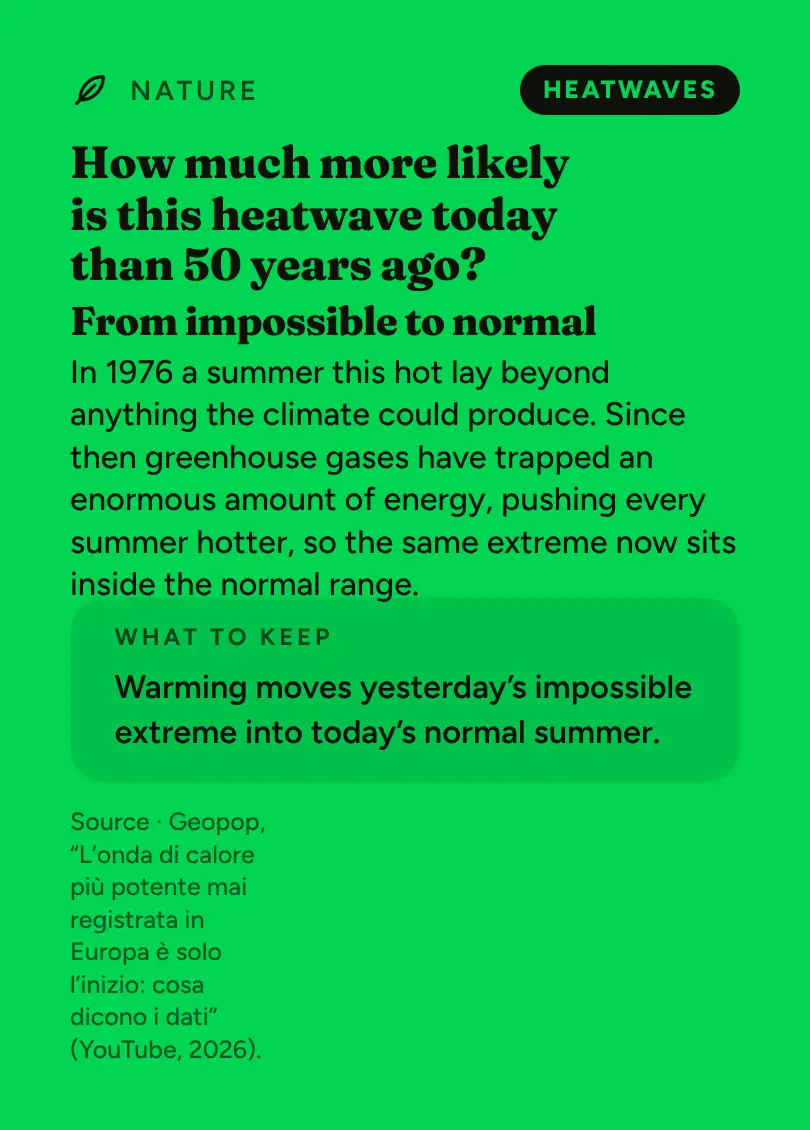 NATURE
HEATWAVES
How much more likely
is this heatwave today
than 50 years ago?
From impossible to normal
In 1976 a summer this hot lay beyond
anything the climate could produce. Since
then greenhouse gases have trapped an
enormous amount of energy, pushing every
summer hotter, so the same extreme now sits
inside the normal range.
WHAT TO KEEP
Warming moves yesterday’s impossible
extreme into today’s normal summer.
Source · Geopop,
“L’onda di calore
più potente mai
registrata in
Europa è solo
l’inizio: cosa
dicono i dati”
(YouTube, 2026).